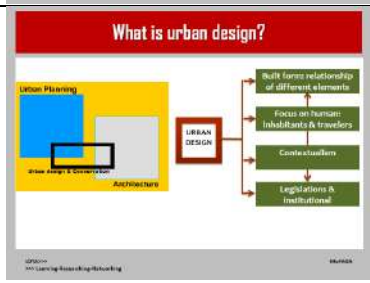 What is urban design?
Urban Planning
Urban design & Conservation
Architecture
URBAN
DESIGN
Built forms relationship
of different elements
Focus on human:
Inhabitants & travelers
Contextualism
Legislations &
Institutional
>>> Learning-Researching-Networking